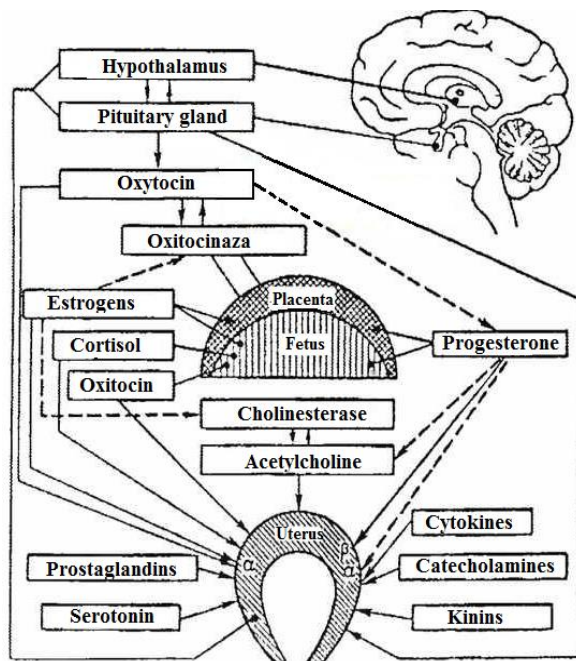 Hypothalamus
Pituitary gland
Oxytocin
Oxitocinaza
Estrogens
Placenta
Cortisol
Fetus
Progesterone
Oxitocin
Cholinesterase
Acetylcholine
Uterus
Cytokines
β
α
α
Prostaglandins
Catecholamines
Serotonin
Kinins